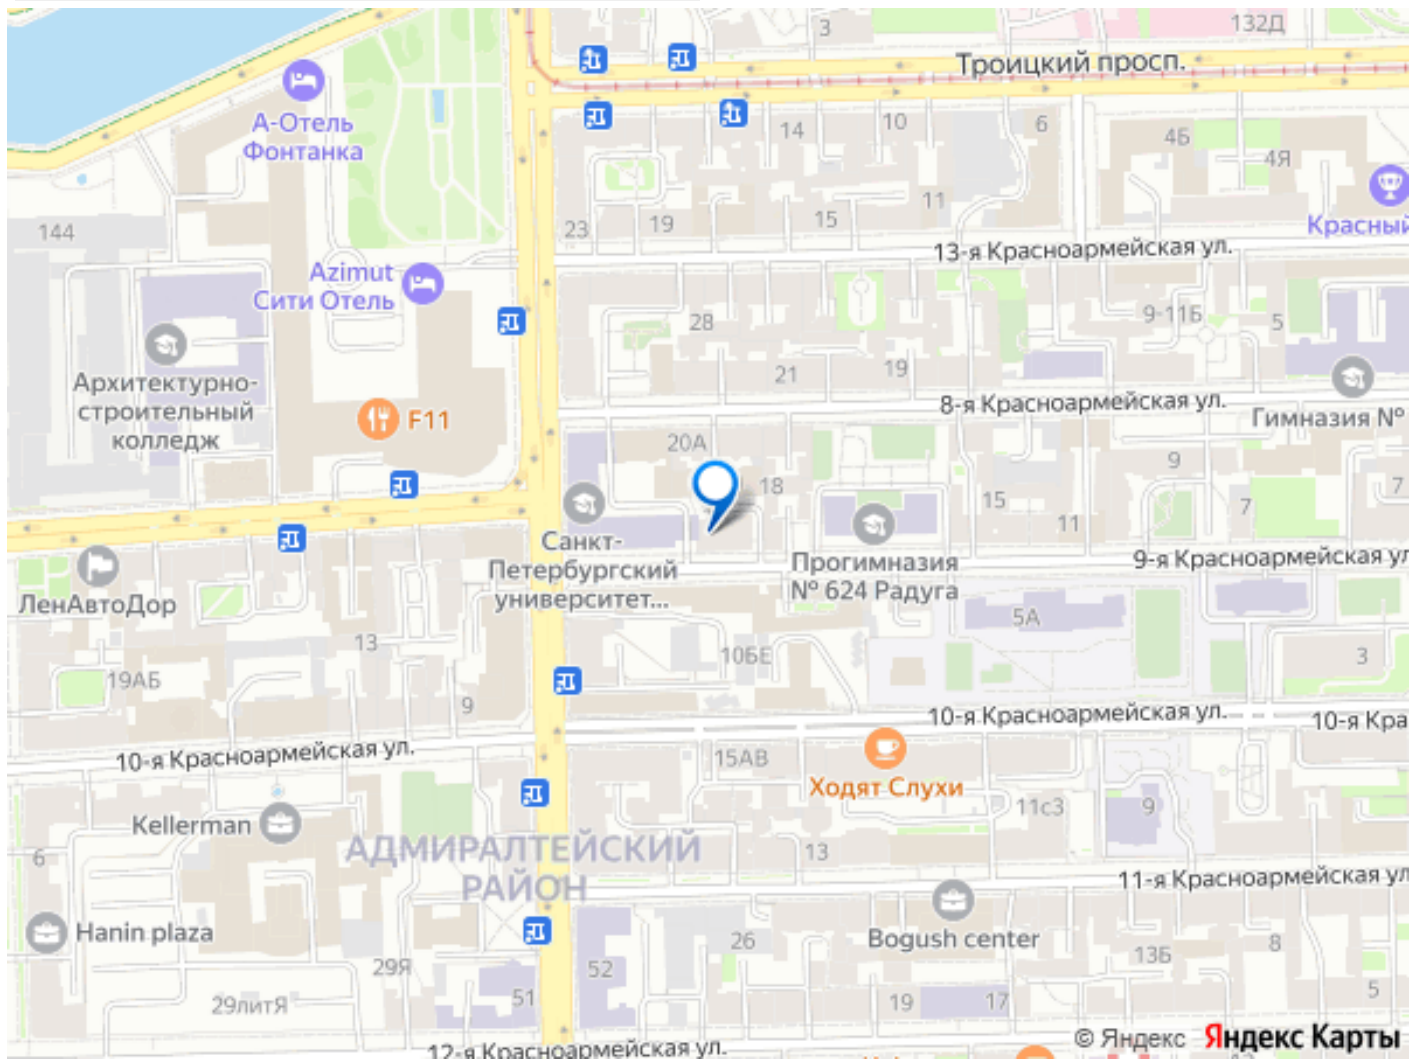 3
132Д
Троицкий просп.
А-Отель
Фонтанка
14
10
6
4Б
4Я
11
Красный
144
23
19
15
13-я Красноармейская ул.
Azimut
Сити Отель
28
9-11Б
5
Архитектурно-
строительный
колледж
21
19
F11
8-я Красноармейская ул.
Гимназия №
20А
9
18
15
7
7
11
Санкт-
Петербургский
университет...
Прогимназия
№ 624 Радуга
9-я Красноармейская ул
ЛенАвтоДор
5А
13
10БЕ
3
19АБ
9
10-я Красноармейская ул.
10-я Кра
10-я Красноармейская ул.
15АВ
Ходят Слухи
11с3
9
Kellerman
АДМИРАЛТЕЙСКИЙ
РАЙОН
6
13
11-я Красноармейская ул
Hanin plaza
26
Bogush center
8
13Б
29Я
52
51
29литЯ
19
17
5
12-я Красноармейская ул.
© Яндекс Яндекс Карты